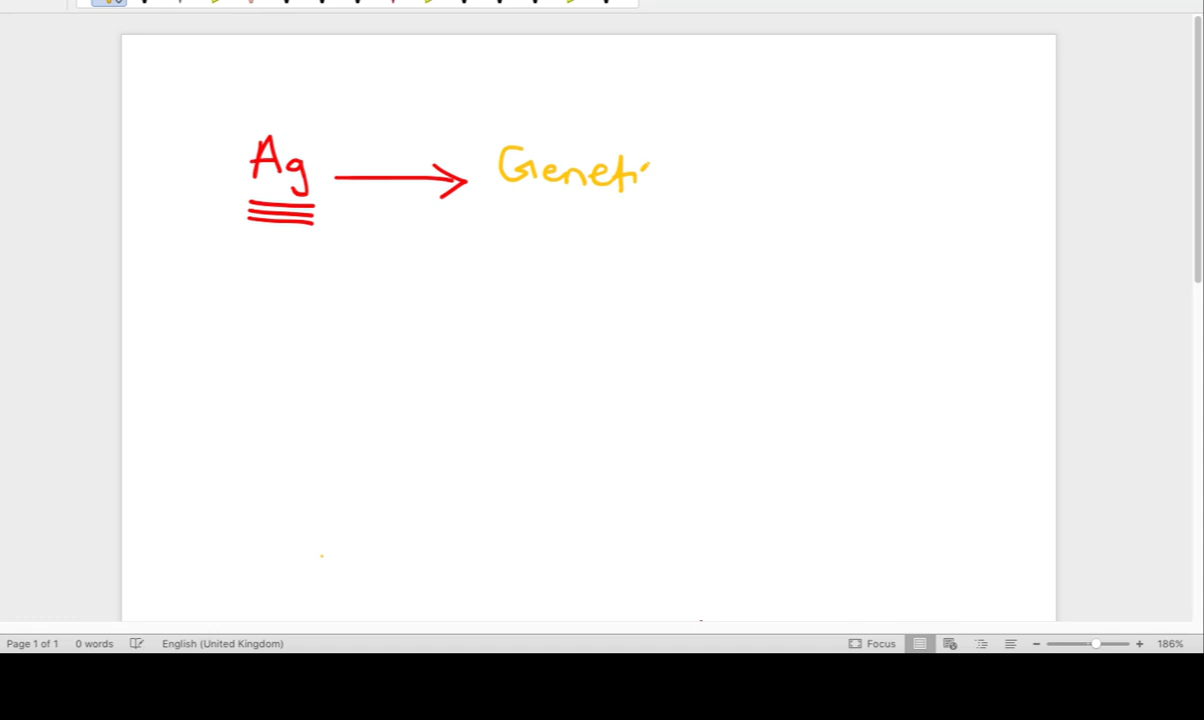 Ag → Geneti
Page 1 of 1 0 words English (United Kingdom) Focus − + 186%